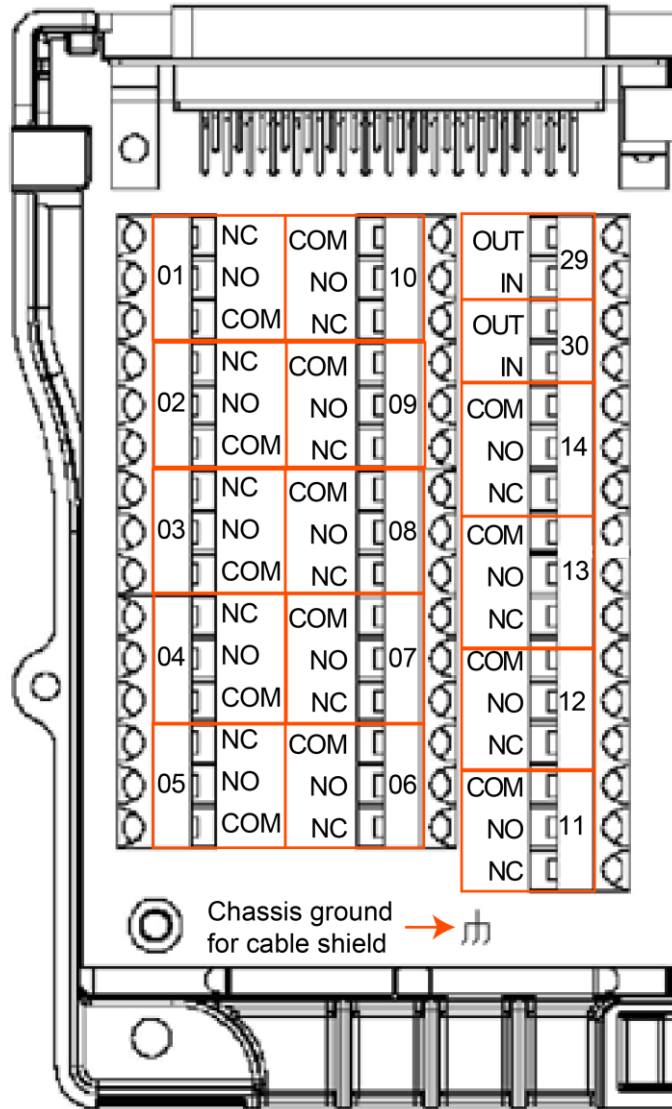 NC COM OUT
01 NO NO 10 IN 29
COM NC OUT
NC COM IN 30
02 NO NO 09 COM
COM NC NO 14
NC COM NC
03 NO NO 08 COM
COM NC NO 13
NC COM NC
04 NO NO 07 COM
COM NC NO 12
NC COM NC
05 NO NO 06 COM
COM NC NO 11
NC
Chassis ground
for cable shield